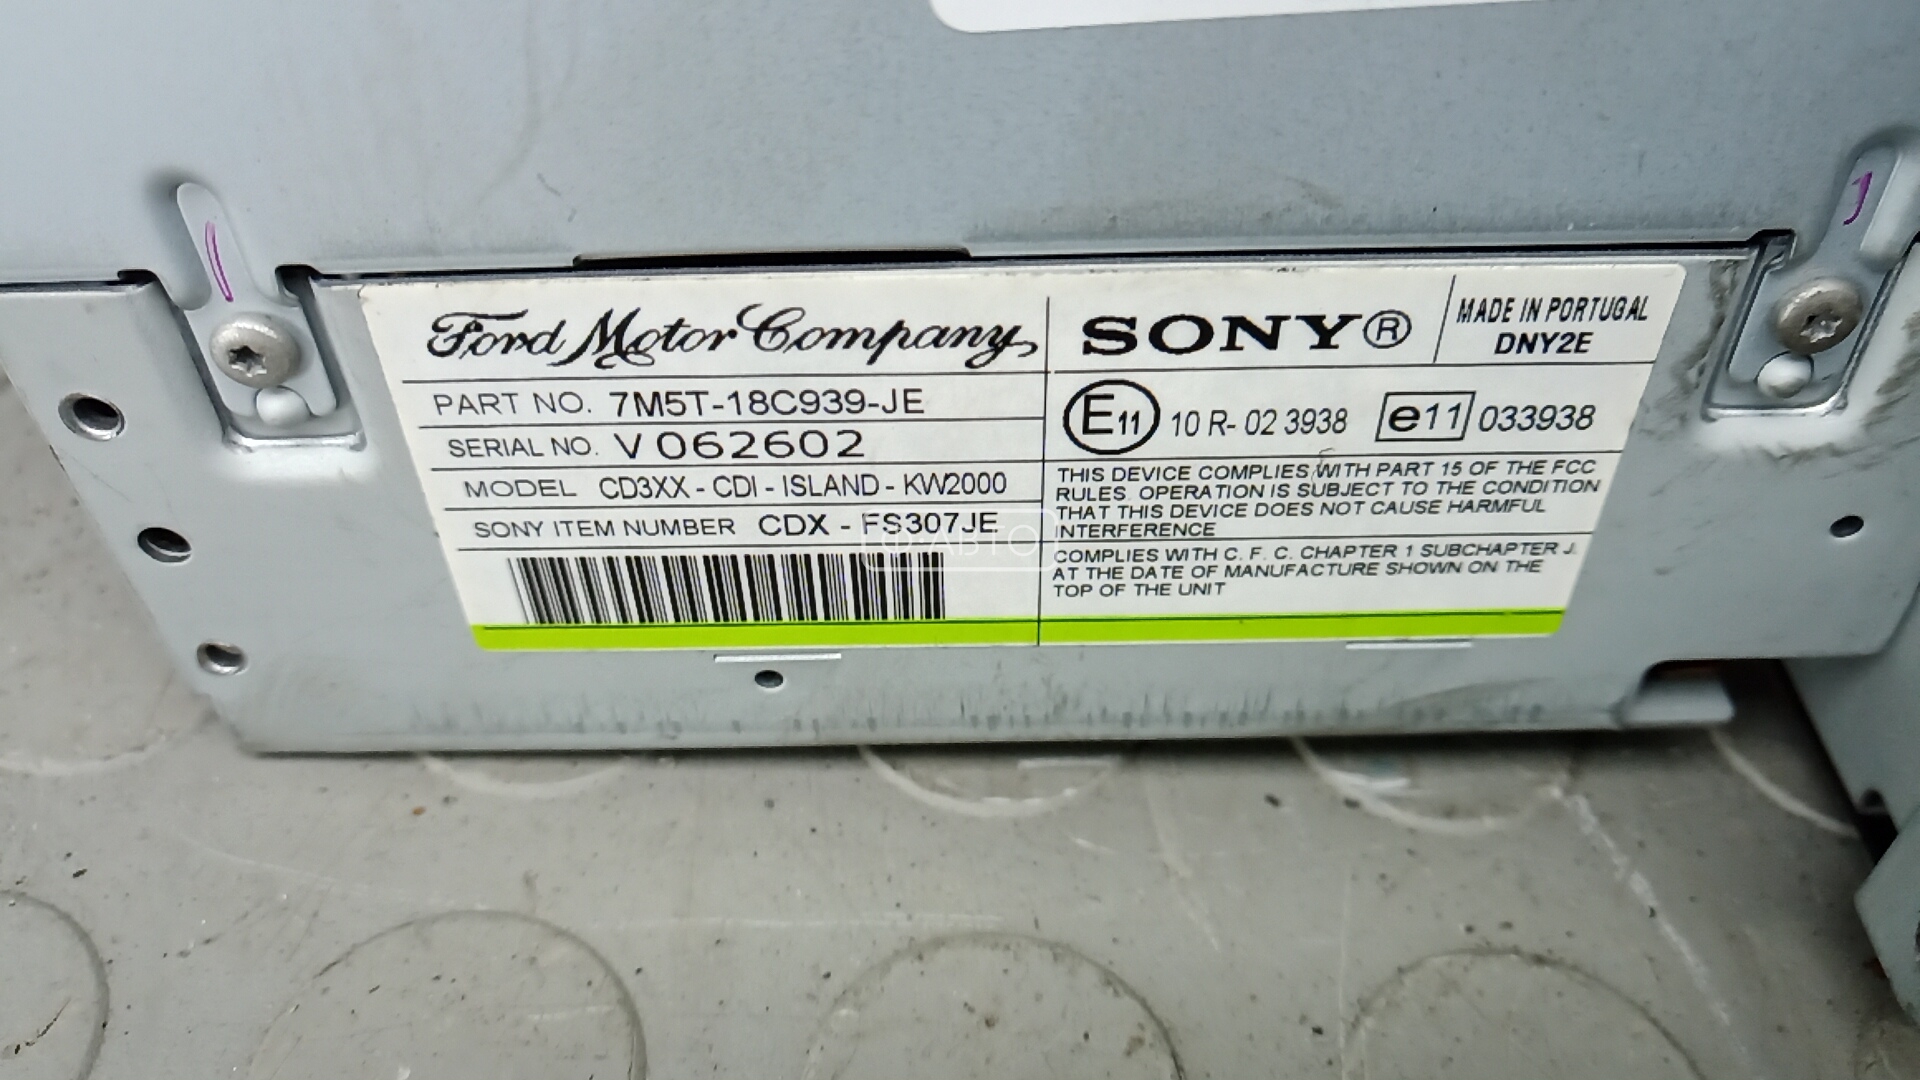 Ford Motor Company
PART NO. 7M5T-18C939-JE
SERIAL NO. V 062602
MODEL CD3XX - CDI - ISLAND - KW2000
SONY ITEM NUMBER CDX - FS307JE
SONY®
MADE IN PORTUGAL
DNY2E
E11 10 R- 02 3938 e11 033938
THIS DEVICE COMPLIES WITH PART 15 OF THE FCC
RULES. OPERATION IS SUBJECT TO THE CONDITION
THAT THIS DEVICE DOES NOT CAUSE HARMFUL
INTERFERENCE
COMPLIES WITH C. F. C. CHAPTER 1 SUBCHAPTER J.
AT THE DATE OF MANUFACTURE SHOWN ON THE
TOP OF THE UNIT
АВТО